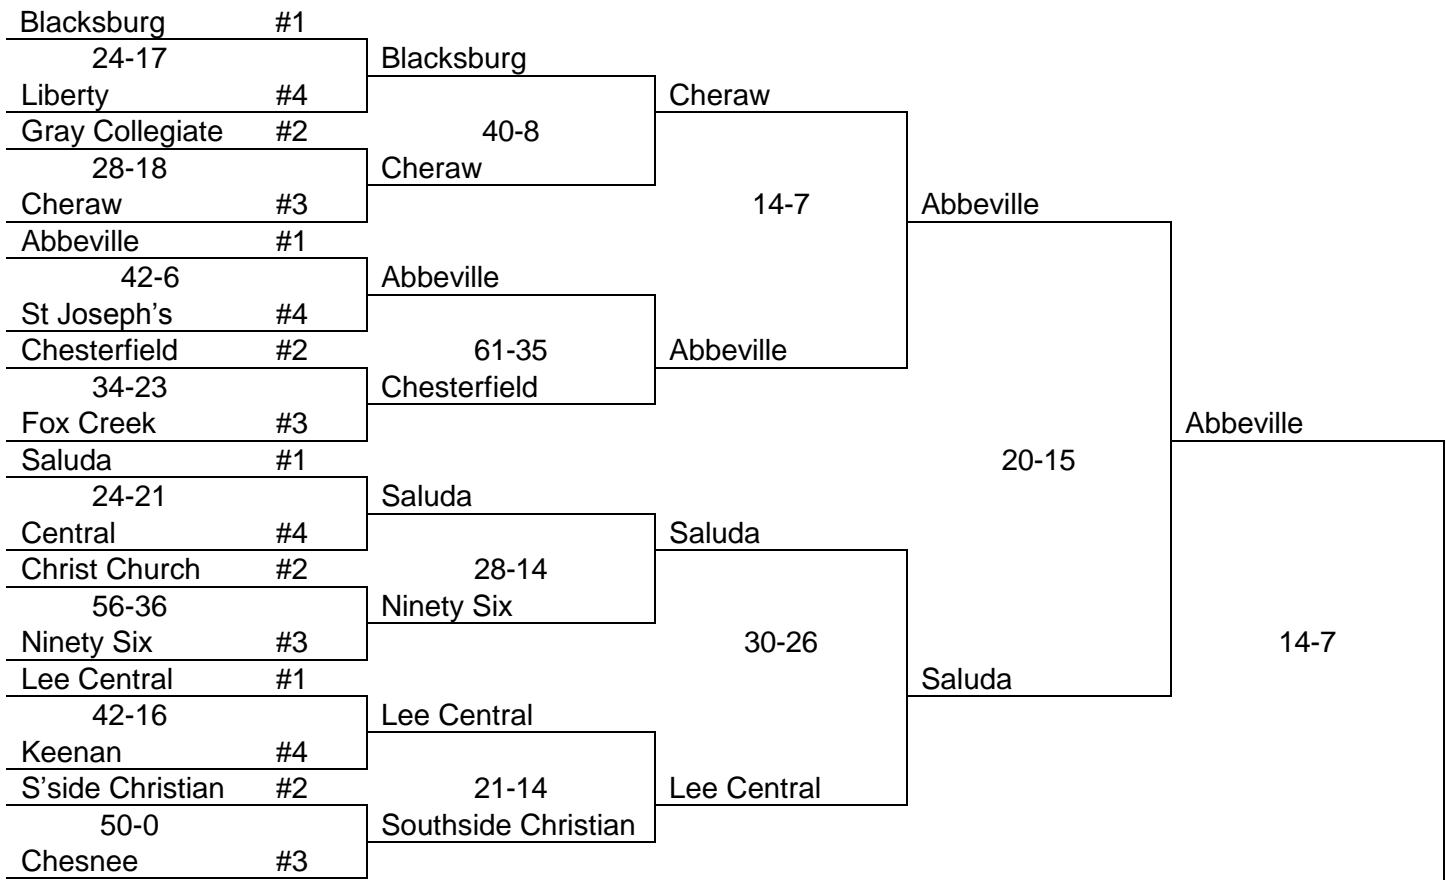 Blacksburg #1
24-17 Blacksburg
Liberty #4 Cheraw
Gray Collegiate #2 40-8
28-18 Cheraw
Cheraw #3 14-7 Abbeville
Abbeville #1
42-6 Abbeville
St Joseph’s #4
Chesterfield #2 61-35 Abbeville
34-23 Chesterfield
Fox Creek #3 Abbeville
Saluda #1 20-15
24-21 Saluda
Central #4 Saluda
Christ Church #2 28-14
56-36 Ninety Six
Ninety Six #3 30-26 14-7
Lee Central #1 Saluda
42-16 Lee Central
Keenan #4
S’side Christian #2 21-14 Lee Central
50-0 Southside Christian
Chesnee #3